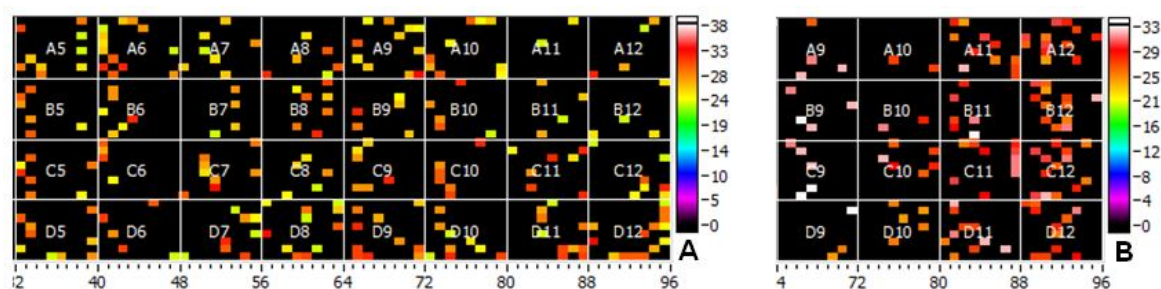 A5 A6 A7 A8 A9 A10 A11 A12
B5 B6 B7 B8 B9 B10 B11 B12
C5 C6 C7 C8 C9 C10 C11 C12
D5 D6 D7 D8 D9 D10 D11 D12
32 40 48 56 64 72 80 88 96
-38
-33
-28
-24
-19
-14
-10
-5
-0
A
A9 A10 A11 A12
B9 B10 B11 B12
C9 C10 C11 C12
D9 D10 D11 D12
4 72 80 88 96
-33
-29
-25
-21
-16
-12
-8
-4
-0
B